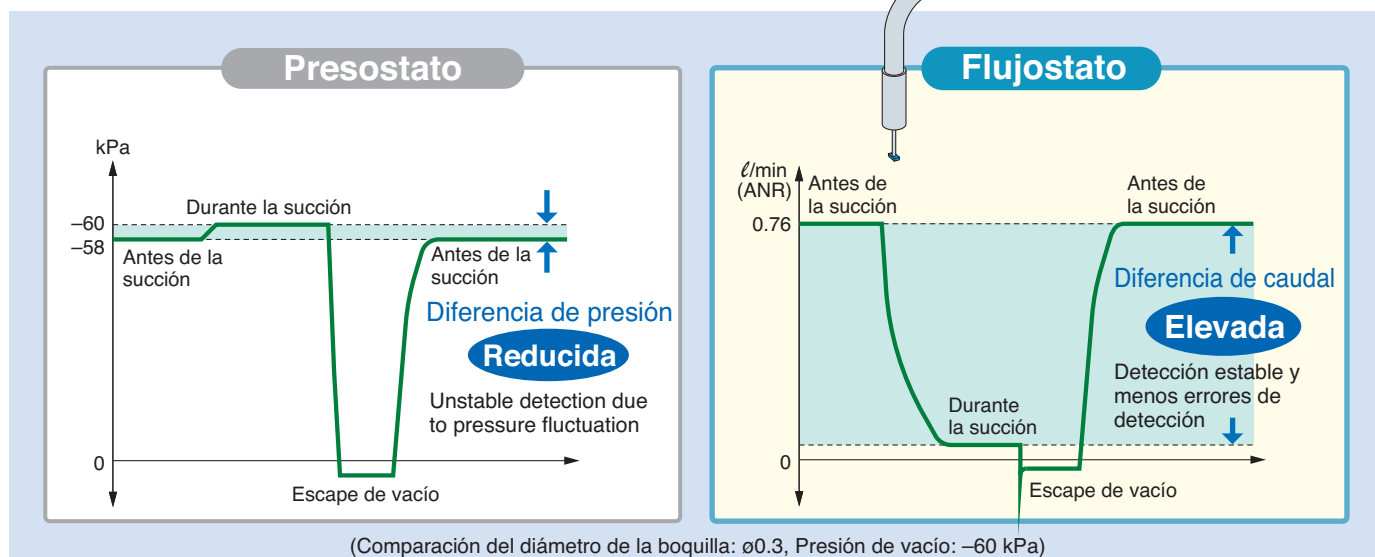 Presostato
kPa
–60
–58
0
Durante la succión
Antes de la
succión
Antes de la
succión
Diferencia de presión
Reducida
Unstable detection due
to pressure fluctuation
Escape de vacío
Flujostato
ℓ/min
(ANR)
0.76
0
Antes de
la succión
Antes de
la succión
Diferencia de caudal
Elevada
Detección estable y
menos errores de
detección
Durante
la succión
Escape de vacío
(Comparación del diámetro de la boquilla: ø0.3, Presión de vacío: –60 kPa)